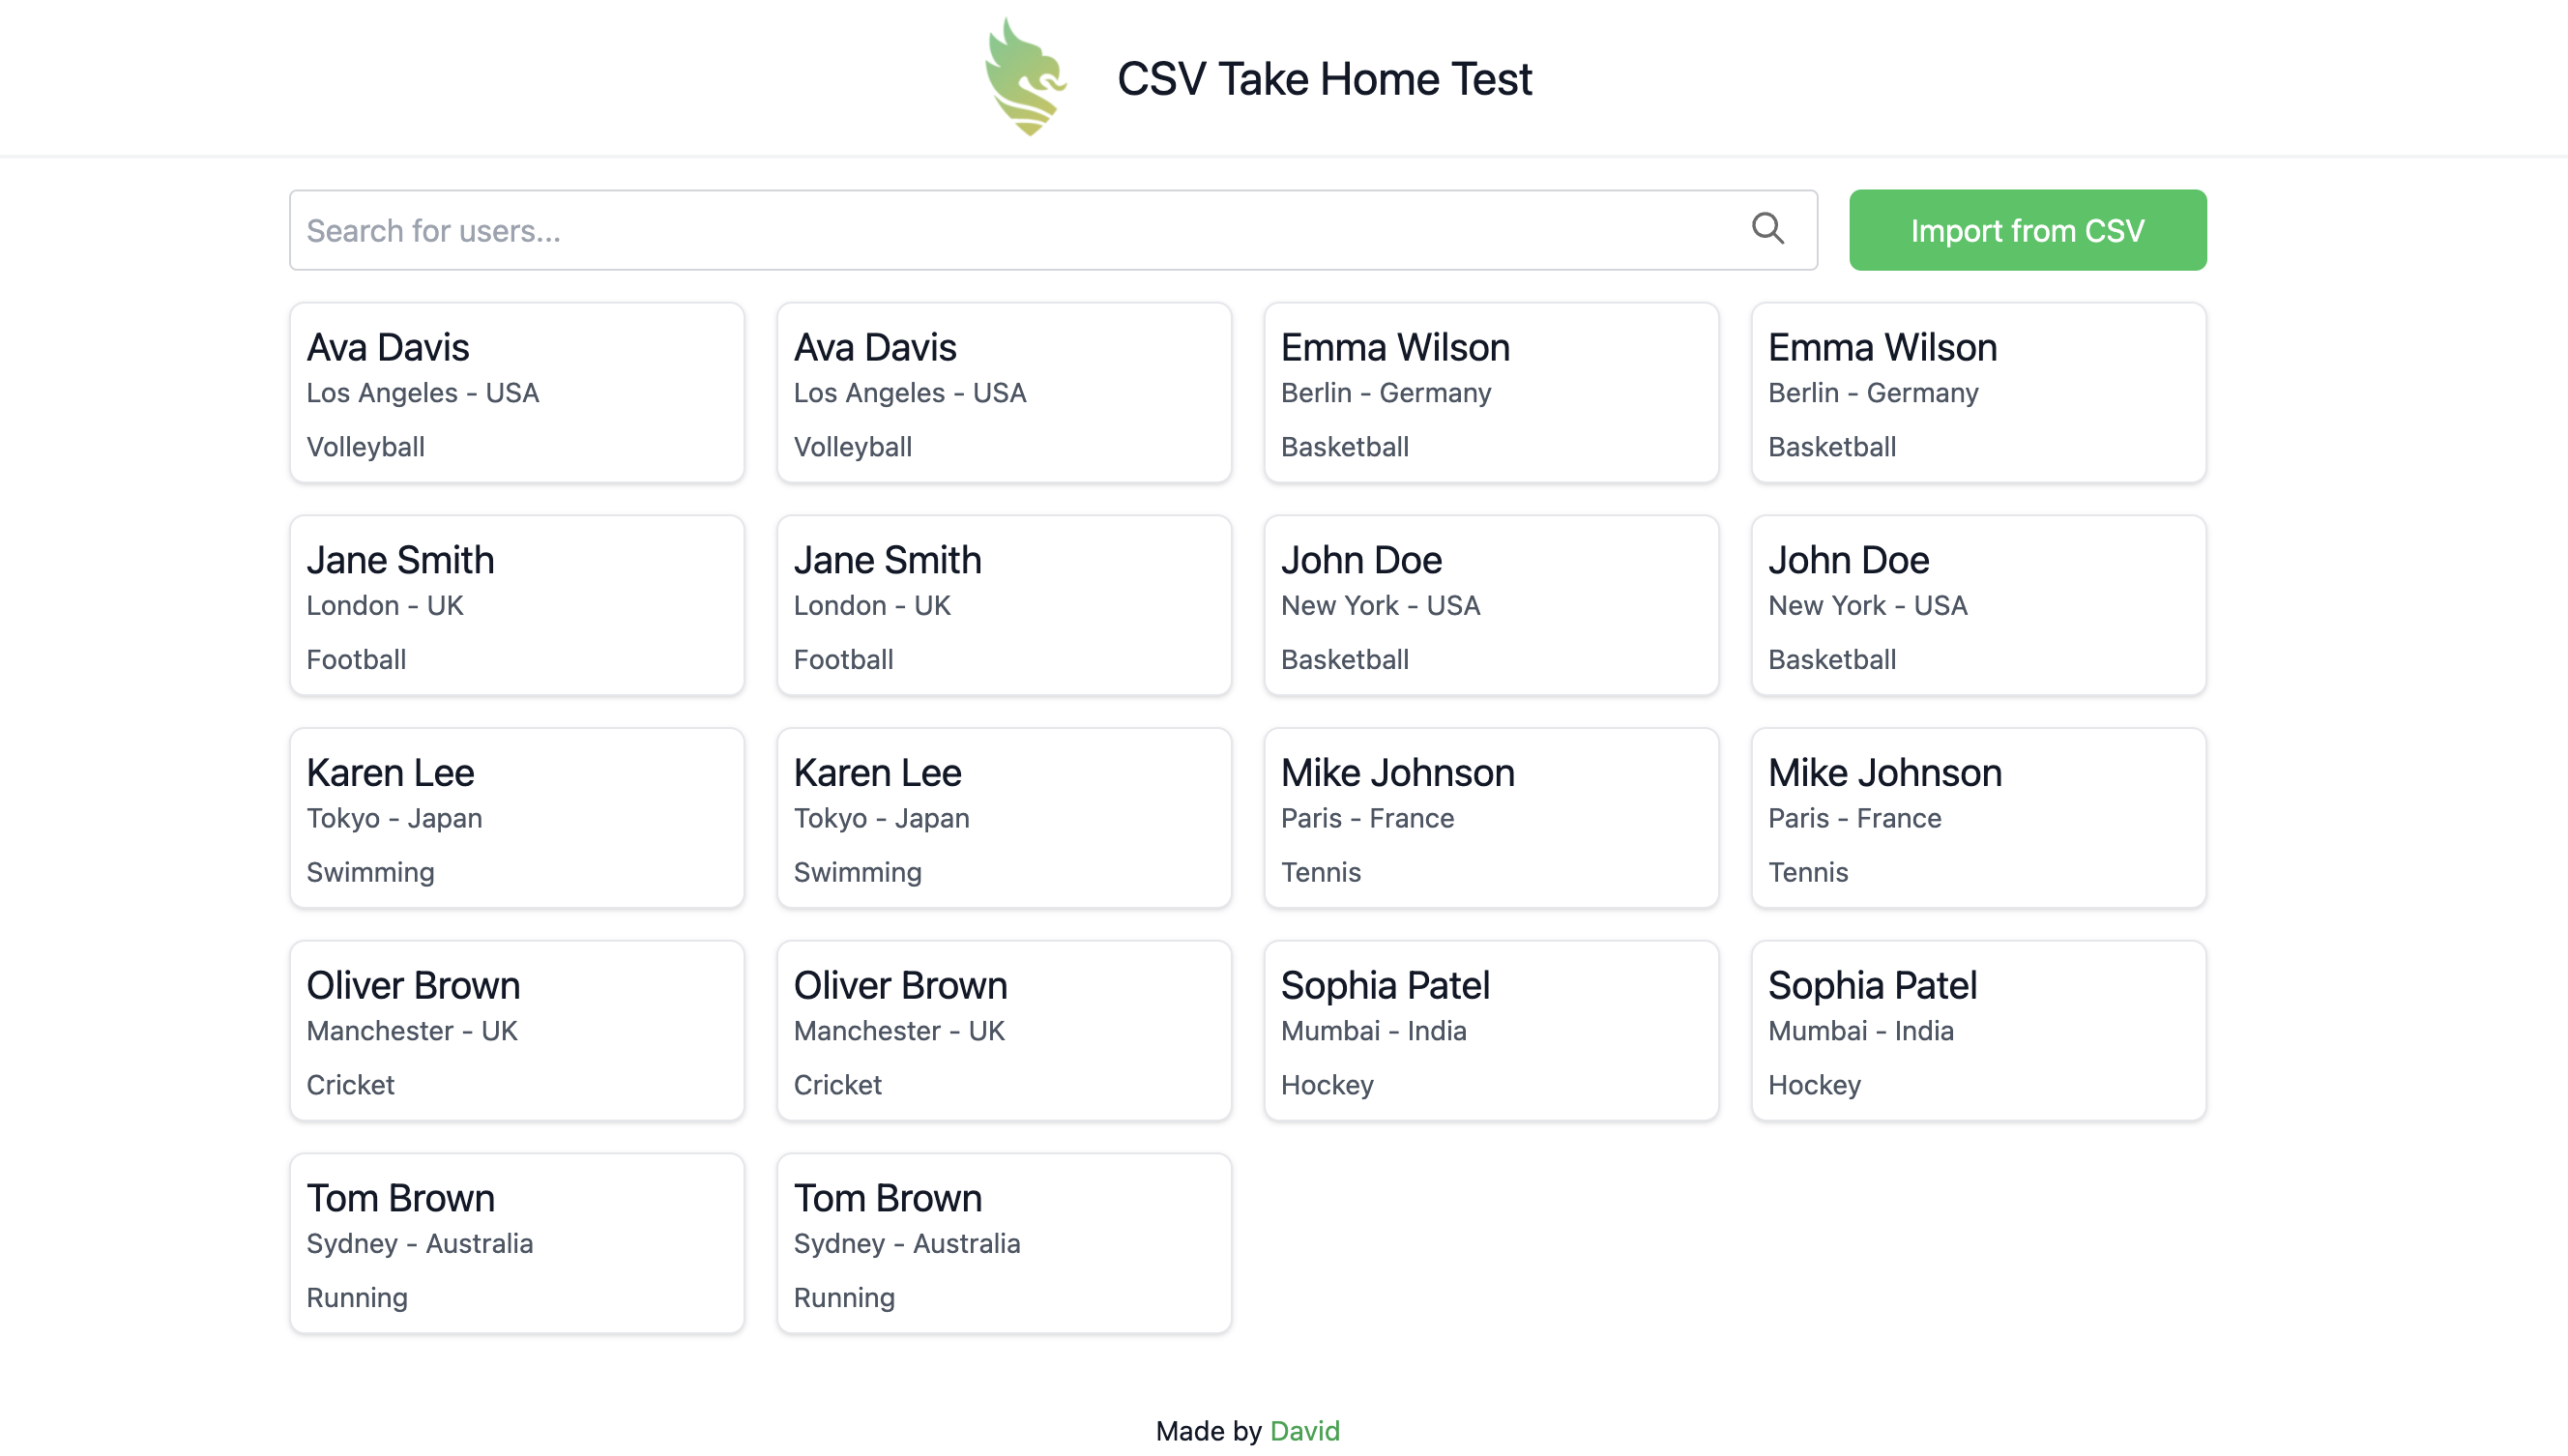 CSV Take Home Test
Search for users...
Import from CSV
Ava Davis
Los Angeles - USA
Volleyball
Ava Davis
Los Angeles - USA
Volleyball
Emma Wilson
Berlin - Germany
Basketball
Emma Wilson
Berlin - Germany
Basketball
Jane Smith
London - UK
Football
Jane Smith
London - UK
Football
John Doe
New York - USA
Basketball
John Doe
New York - USA
Basketball
Karen Lee
Tokyo - Japan
Swimming
Karen Lee
Tokyo - Japan
Swimming
Mike Johnson
Paris - France
Tennis
Mike Johnson
Paris - France
Tennis
Oliver Brown
Manchester - UK
Cricket
Oliver Brown
Manchester - UK
Cricket
Sophia Patel
Mumbai - India
Hockey
Sophia Patel
Mumbai - India
Hockey
Tom Brown
Sydney - Australia
Running
Tom Brown
Sydney - Australia
Running
Made by David